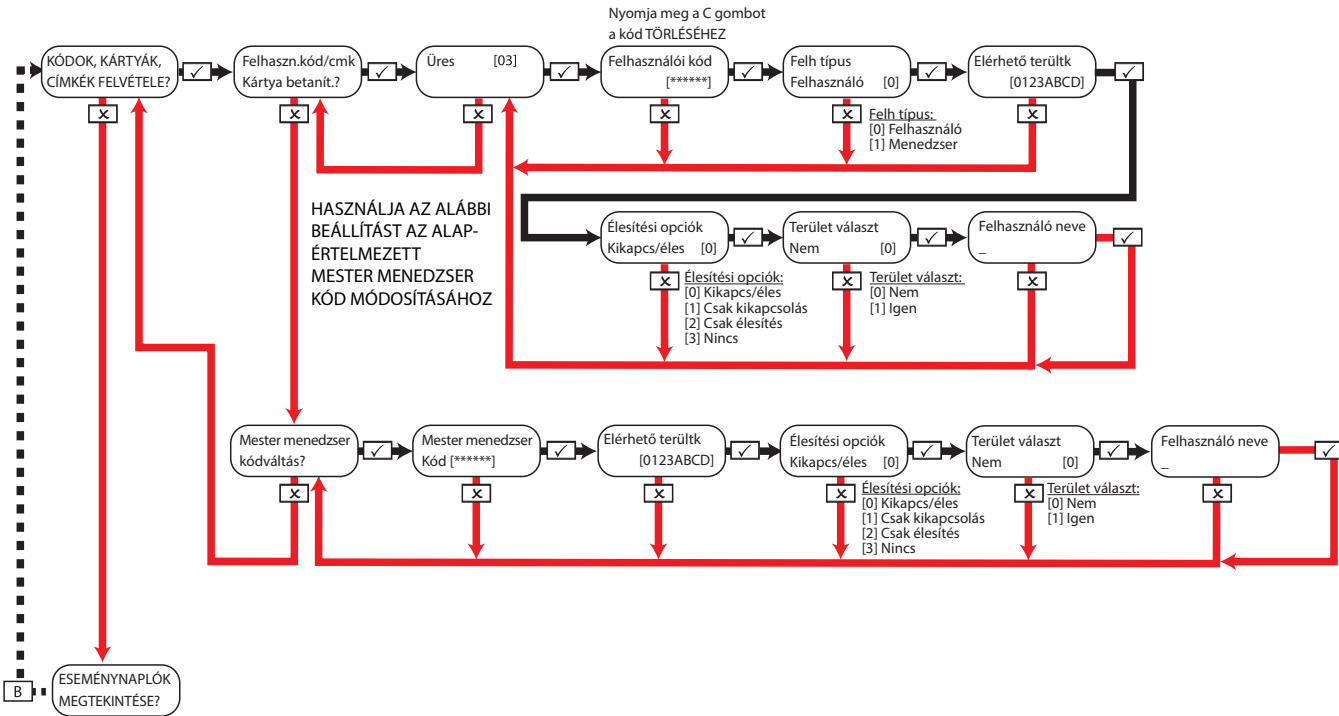 Nyomja meg a C gombot
a kód TÖRLÉSÉHEZ
KÓDOK, KÁRTYÁK,
CÍMKÉK FELVÉTELE?
✓
Felhaszn.kód/cmk
Kártya betanít.?
✓
Üres [03]
✓
Felhasználói kód
[******]
✓
Felh típus
Felhasználó [0]
✓
Elérhető terültk
[0123ABCD]
✓
x
x
x
x
x
Felh típus:
[0] Felhasználó
[1] Menedzser
x
HASZNÁLJA AZ ALÁBBI
BEÁLLÍTÁST AZ ALAP-
ÉRTELMEZETT
MESTER MENEDZSER
KÓD MÓDOSÍTÁSÁHOZ
Élesítési opciók
Kikapcs/éles [0]
✓
Terület választ
Nem [0]
✓
Felhasználó neve
_
✓
x
Élesítési opciók:
[0] Kikapcs/éles
[1] Csak kikapcsolás
[2] Csak élesítés
[3] Nincs
x
Terület választ:
[0] Nem
[1] Igen
x
Mester menedzser
kódváltás?
✓
Mester menedzser
Kód [******]
✓
Elérhető terültk
[0123ABCD]
✓
Élesítési opciók
Kikapcs/éles [0]
✓
Terület választ
Nem [0]
✓
Felhasználó neve
_
✓
x
x
x
x
Élesítési opciók:
[0] Kikapcs/éles
[1] Csak kikapcsolás
[2] Csak élesítés
[3] Nincs
x
Terület választ:
[0] Nem
[1] Igen
x
B
ESEMÉNYNAPLÓK
MEGTEKINTÉSE?